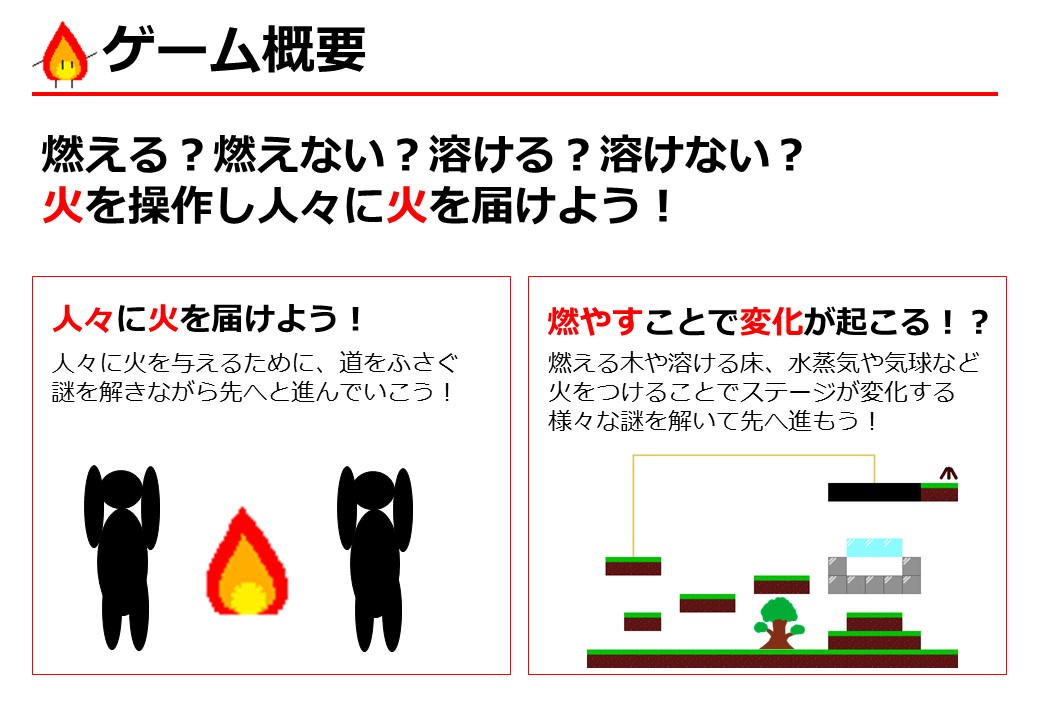 ゲーム概要
燃える？燃えない？溶ける？溶けない？
火を操作し人々に火を届けよう！
人々に火を届けよう！
人々に火を与えるために、道をふさぐ
謎を解きながら先へと進んでいこう！
燃やすことで変化が起こる！？
燃える木や溶ける床、水蒸気や気球など
火をつけることでステージが変化する
様々な謎を解いて先へ進もう！